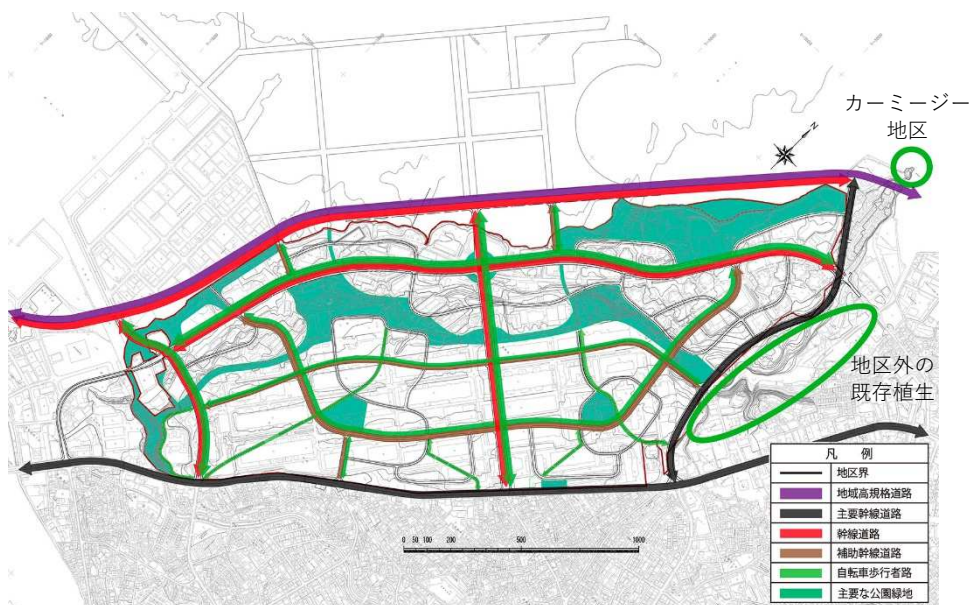 カーミージー
地区
N
地区外の
既存植生
凡 例
地区界
地域高規格道路
主要幹線道路
幹線道路
補助幹線道路
自転車歩行者路
主要な公園緑地
0 50 100 200 500 1000